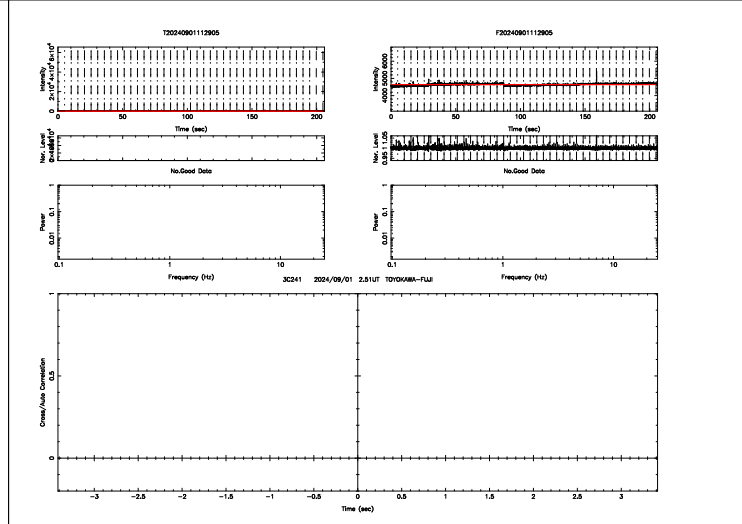 T20240901112905
F20240901112905
Intensity
0 2×10⁴ 4×10⁴ 6×10⁴ 8×10⁴
0 50 100 150 200
Time (sec)
Intensity
4000 5000 6000
0 50 100 150 200
Time (sec)
Nor. Level
Nor. Level
0.95 1 1.05
No.Good Data
No.Good Data
Power
0.01 0.1 1
0.1 1 10
Frequency (Hz)
Power
0.01 0.1 1
0.1 1 10
Frequency (Hz)
3C241 2024/09/01 2.51UT TOYOKAWA-FUJI
Cross/Auto Correlation
0 0.5 1
-3 -2.5 -2 -1.5 -1 -0.5 0 0.5 1 1.5 2 2.5 3
Time (sec)